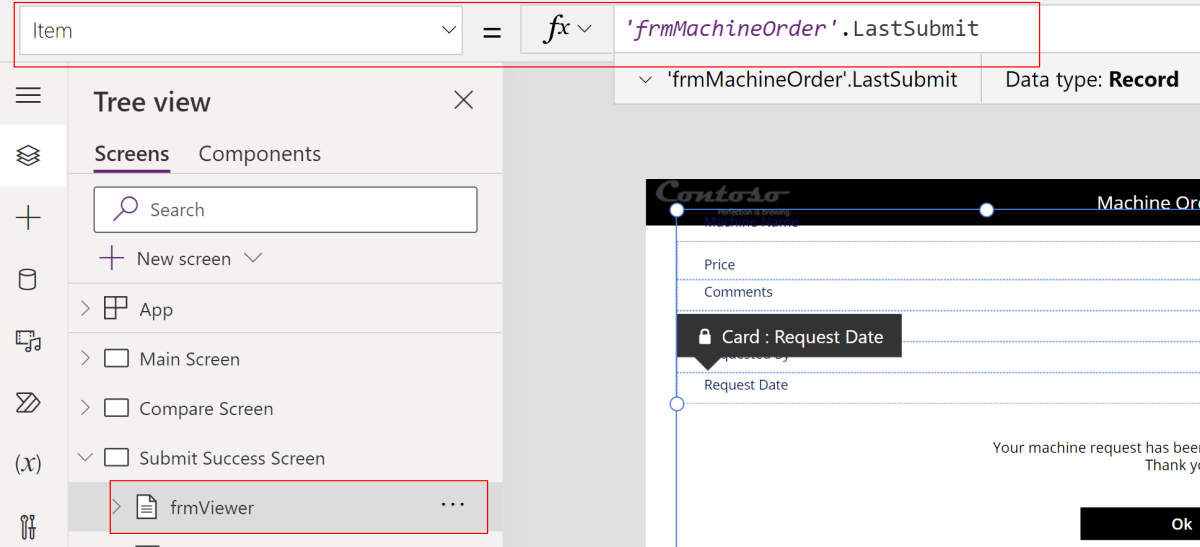 Item
=
fx
'frmMachineOrder'.LastSubmit
'frmMachineOrder'.LastSubmit
Data type: Record
Tree view
Screens
Components
Search
New screen
App
Main Screen
Compare Screen
Submit Success Screen
frmViewer
...
(x)
Contoso
Perfection is brewing.
Machine Or
Machine Name
Price
Comments
Card : Request Date
Requested By
Request Date
Your machine request has bee
Thank y
Ok